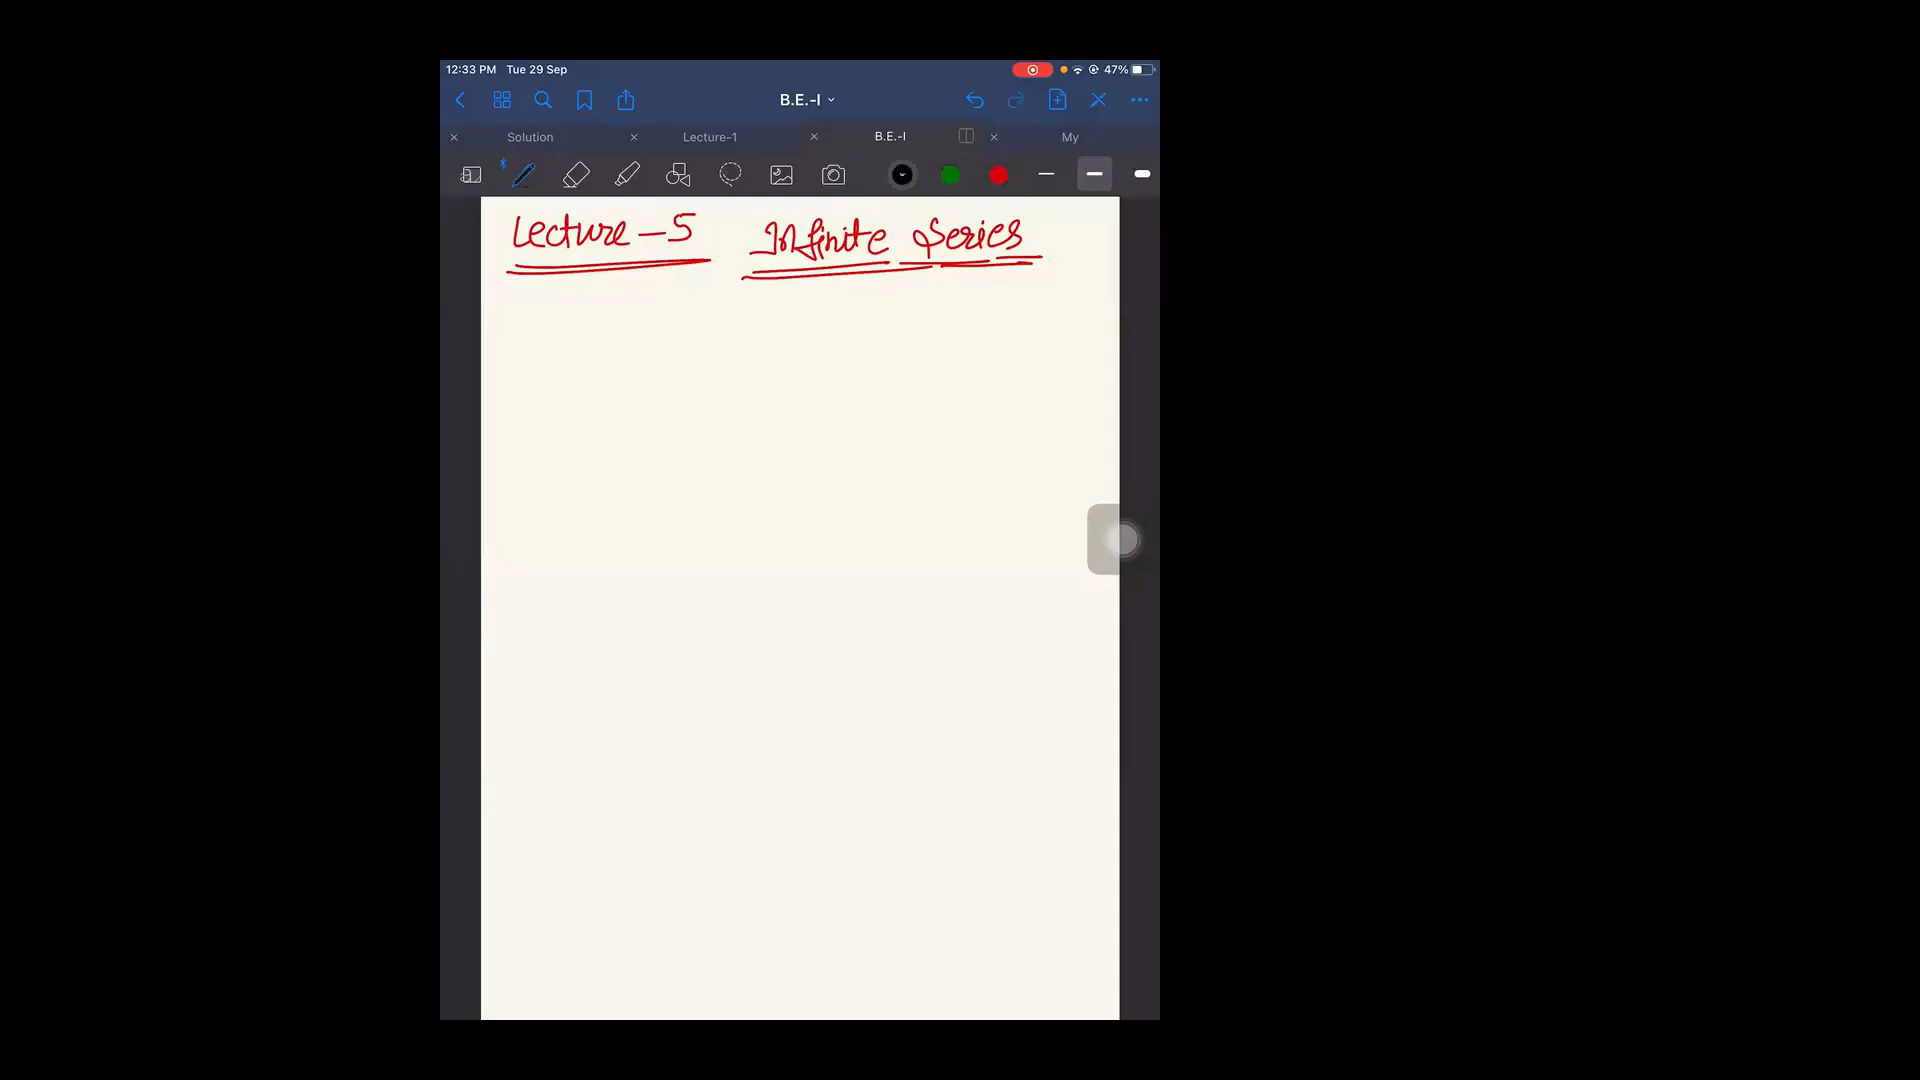 12:33 PM Tue 29 Sep 47%
B.E.-I
Solution Lecture-1 B.E.-I My
Lecture-5 Infinite Series